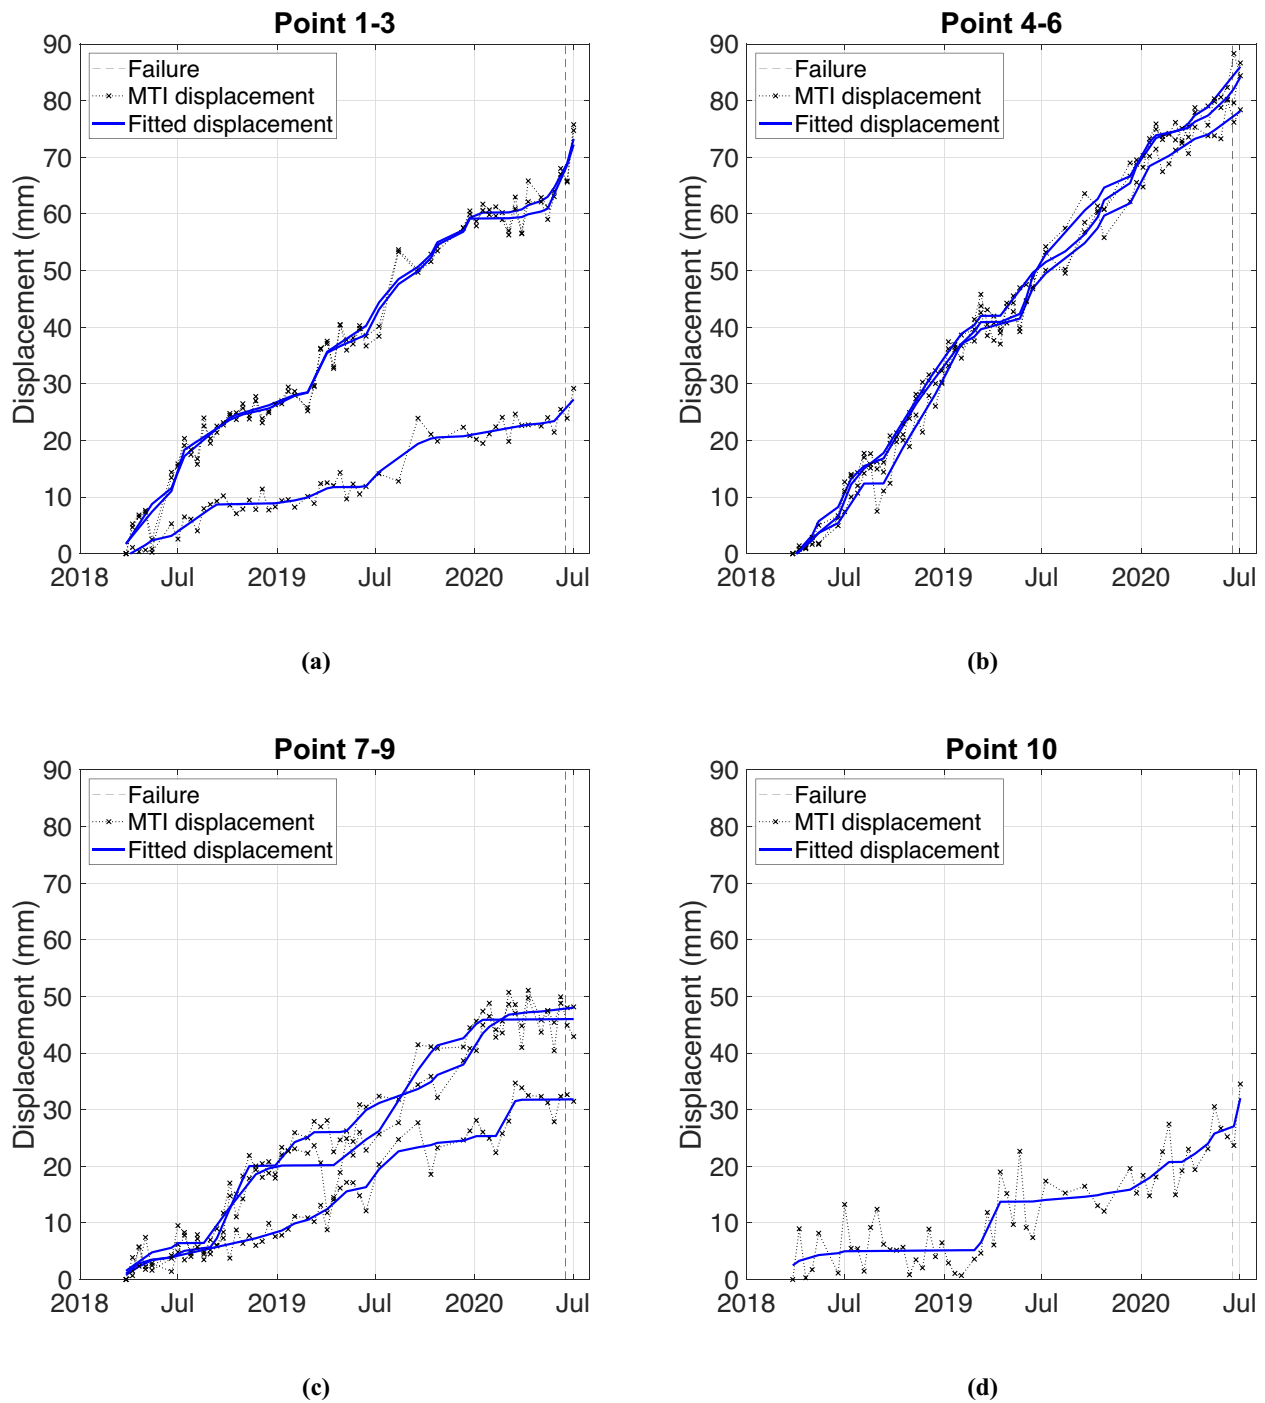 Point 1-3
90
80
70
60
50
40
30
20
10
0
Displacement (mm)
Failure
MTI displacement
Fitted displacement
2018 Jul 2019 Jul 2020 Jul
(a)
Point 4-6
90
80
70
60
50
40
30
20
10
0
Displacement (mm)
Failure
MTI displacement
Fitted displacement
2018 Jul 2019 Jul 2020 Jul
(b)
Point 7-9
90
80
70
60
50
40
30
20
10
0
Displacement (mm)
Failure
MTI displacement
Fitted displacement
2018 Jul 2019 Jul 2020 Jul
(c)
Point 10
90
80
70
60
50
40
30
20
10
0
Displacement (mm)
Failure
MTI displacement
Fitted displacement
2018 Jul 2019 Jul 2020 Jul
(d)